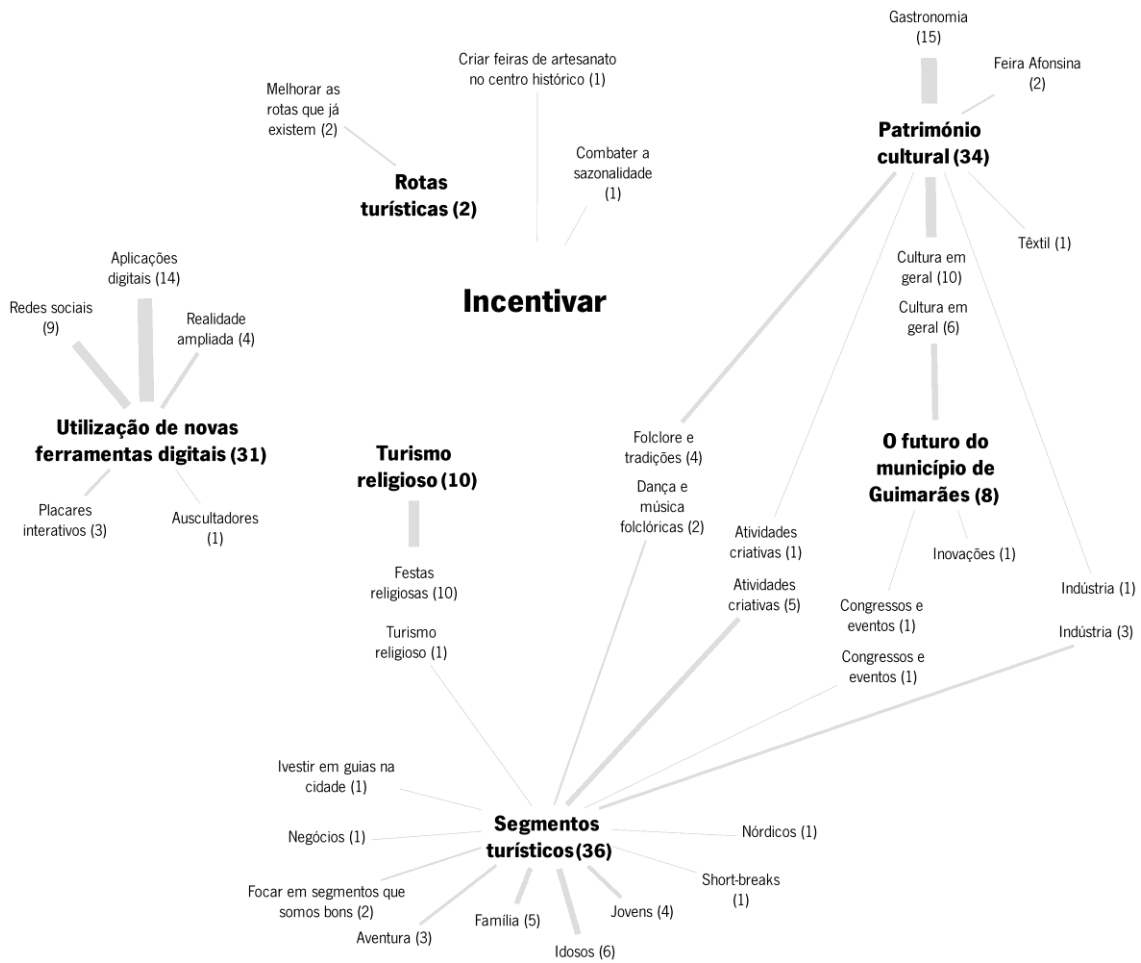 Gastronomia
(15)
Feira Afonsina
(2)
Património
cultural (34)
Têxtil (1)
Cultura em
geral (10)
Cultura em
geral (6)
O futuro do
município de
Guimarães (8)
Inovações (1)
Congressos e
eventos (1)
Congressos e
eventos (1)
Indústria (1)
Indústria (3)
Criar feiras de artesanato
no centro histórico (1)
Combater a
sazonalidade
(1)
Incentivar
Melhorar as
rotas que já
existem (2)
Rotas
turísticas (2)
Aplicações
digitais (14)
Redes sociais
(9)
Realidade
ampliada (4)
Utilização de novas
ferramentas digitais (31)
Placares
interativos (3)
Auscultadores
(1)
Turismo
religioso (10)
Festas
religiosas (10)
Turismo
religioso (1)
Folclore e
tradições (4)
Dança e
música
folclóricas (2)
Atividades
criativas (1)
Atividades
criativas (5)
Ivestir em guias na
cidade (1)
Negócios (1)
Segmentos
turísticos (36)
Nórdicos (1)
Focar em segmentos que
somos bons (2)
Aventura (3)
Família (5)
Idosos (6)
Jovens (4)
Short-breaks
(1)